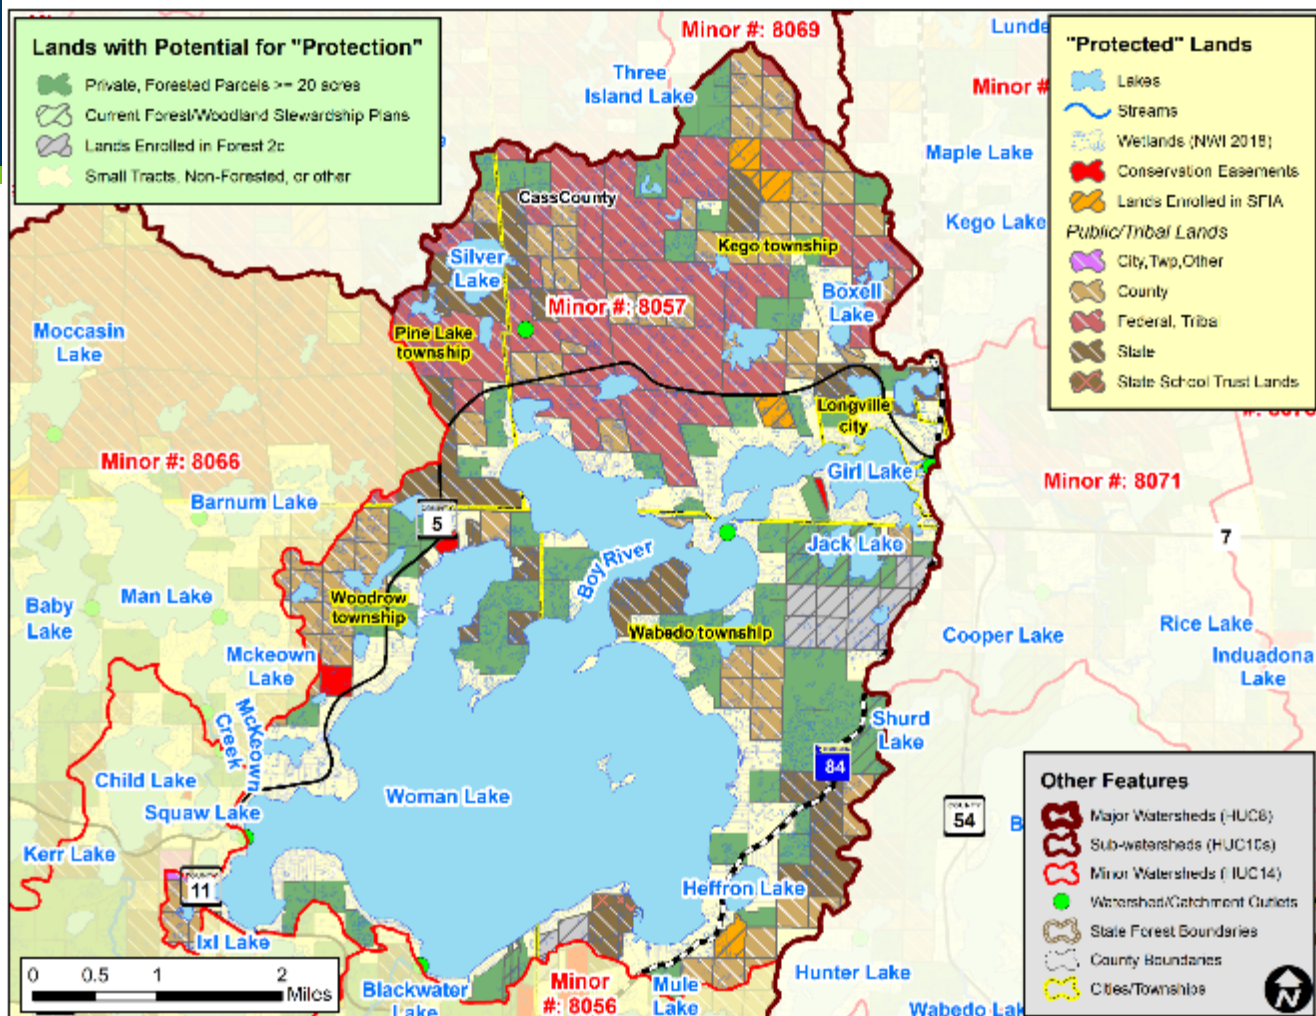 Lands with Potential for "Protection"
Private, Forested Parcels >= 20 acres
Current Forest/Woodland Stewardship Plans
Lands Enrolled in Forest 2c
Small Tracts, Non-Forested, or other
"Protected" Lands
Lakes
Streams
Wetlands (NWI 2018)
Conservation Easements
Lands Enrolled in SFIA
Public/Tribal Lands
City,Twp,Other
County
Federal, Tribal
State
State School Trust Lands
Minor #: 8069
Three
Island Lake
Maple Lake
Kego Lake
CassCounty
Kego township
Silver
Lake
Minor #: 8057
Boxell
Lake
Moccasin
Lake
Pine Lake
township
Longville
city
Minor #: 8066
Girl Lake
Minor #: 8071
Barnum Lake
COUNTY
5
7
Jack Lake
Boy River
Baby
Lake
Man Lake
Woodrow
township
Wabedo township
Cooper Lake
Rice Lake
Induadona
Lake
Mckeown
Lake
McKeown
Creek
Shurd
Lake
84
Child Lake
Woman Lake
Squaw Lake
COUNTY
54
Kerr Lake
COUNTY
11
Heffron Lake
Ixl Lake
Hunter Lake
Blackwater
Lake
Minor
#: 8056
Mule
Lake
Wabedo Lak
0 0.5 1 2
Miles
Other Features
Major Watersheds (HUC8)
Sub-watersheds (HUC10s)
Minor Watersheds (HUC14)
Watershed/Catchment Outlets
State Forest Boundaries
County Boundaries
Cities/Townships
N